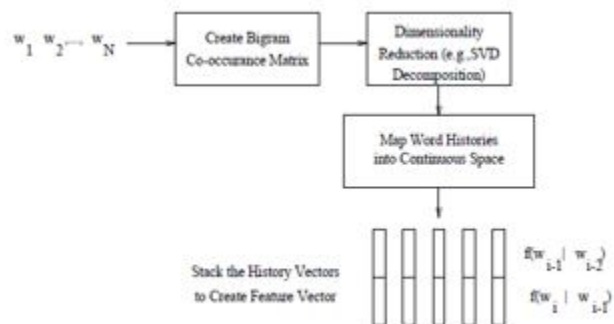 w1 w2,..., wN
Create Bigram
Co-occurance Matrix
Dimensionality
Reduction (e.g.,SVD
Decomposition)
Map Word Histories
into Continuous Space
Stack the History Vectors
to Create Feature Vector
f(wi-1| wi-2)
f(wi| wi-1)